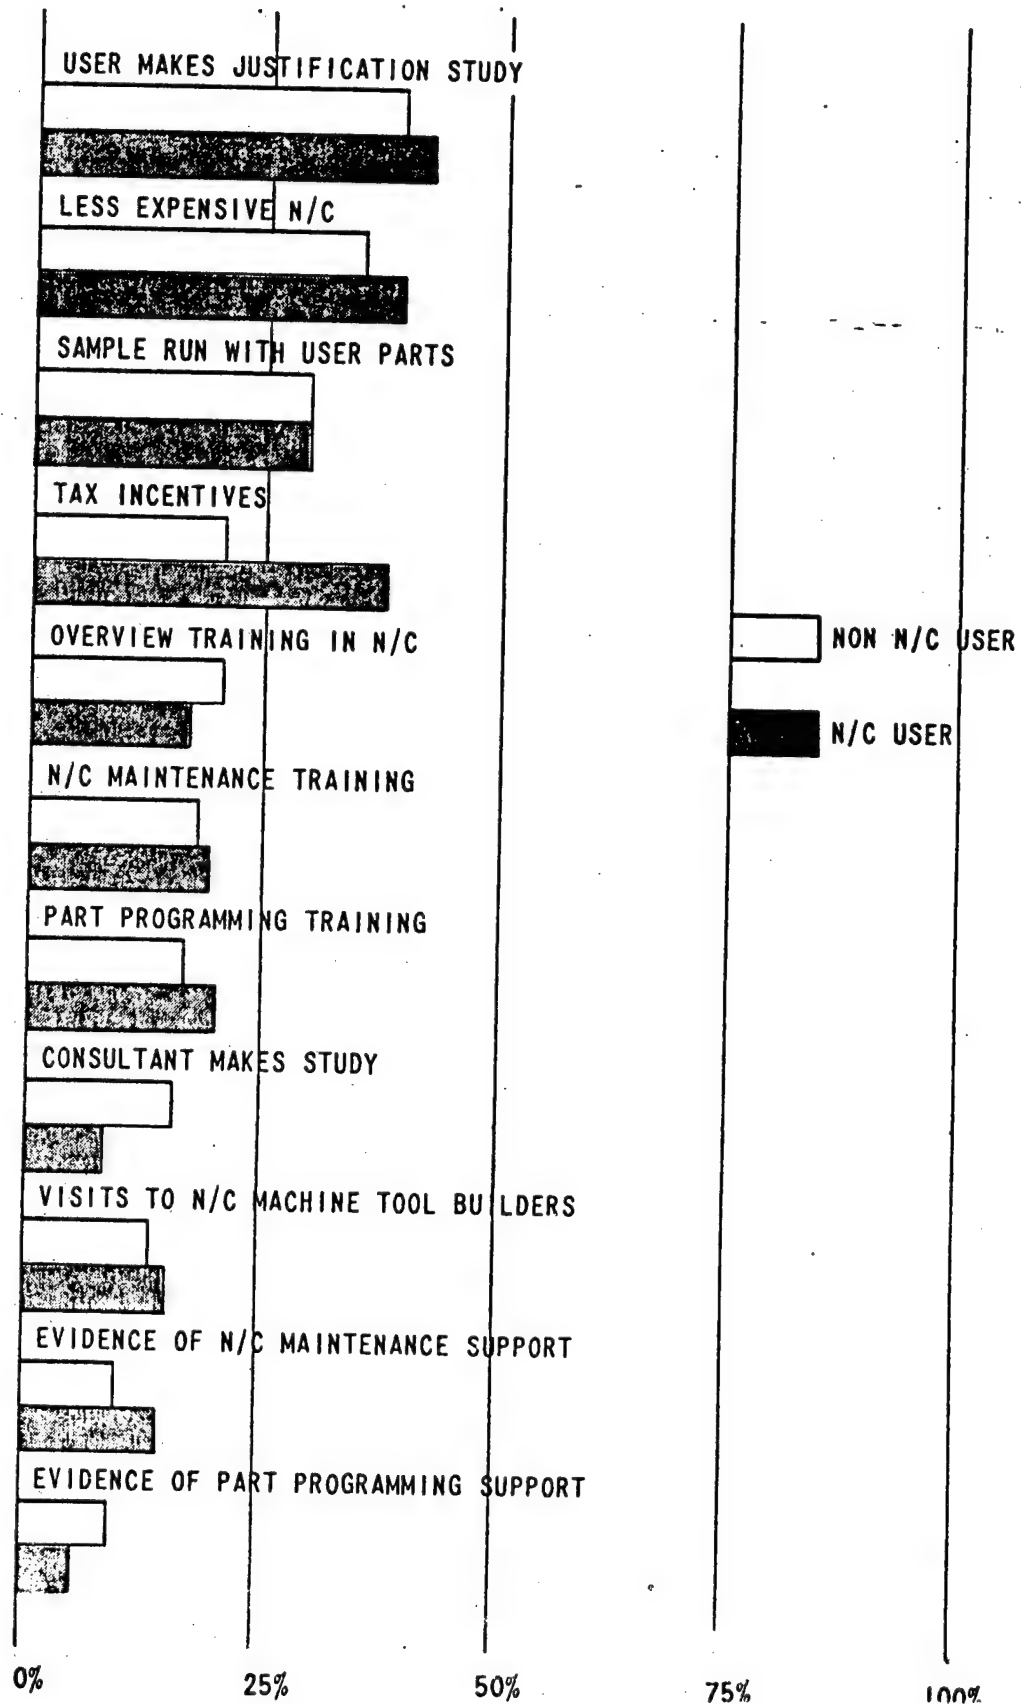 USER MAKES JUSTIFICATION STUDY
LESS EXPENSIVE N/C
SAMPLE RUN WITH USER PARTS
TAX INCENTIVES
OVERVIEW TRAINING IN N/C
NON N/C USER
N/C USER
N/C MAINTENANCE TRAINING
PART PROGRAMMING TRAINING
CONSULTANT MAKES STUDY
VISITS TO N/C MACHINE TOOL BUILDERS
EVIDENCE OF N/C MAINTENANCE SUPPORT
EVIDENCE OF PART PROGRAMMING SUPPORT
0% 25% 50% 75% 100%